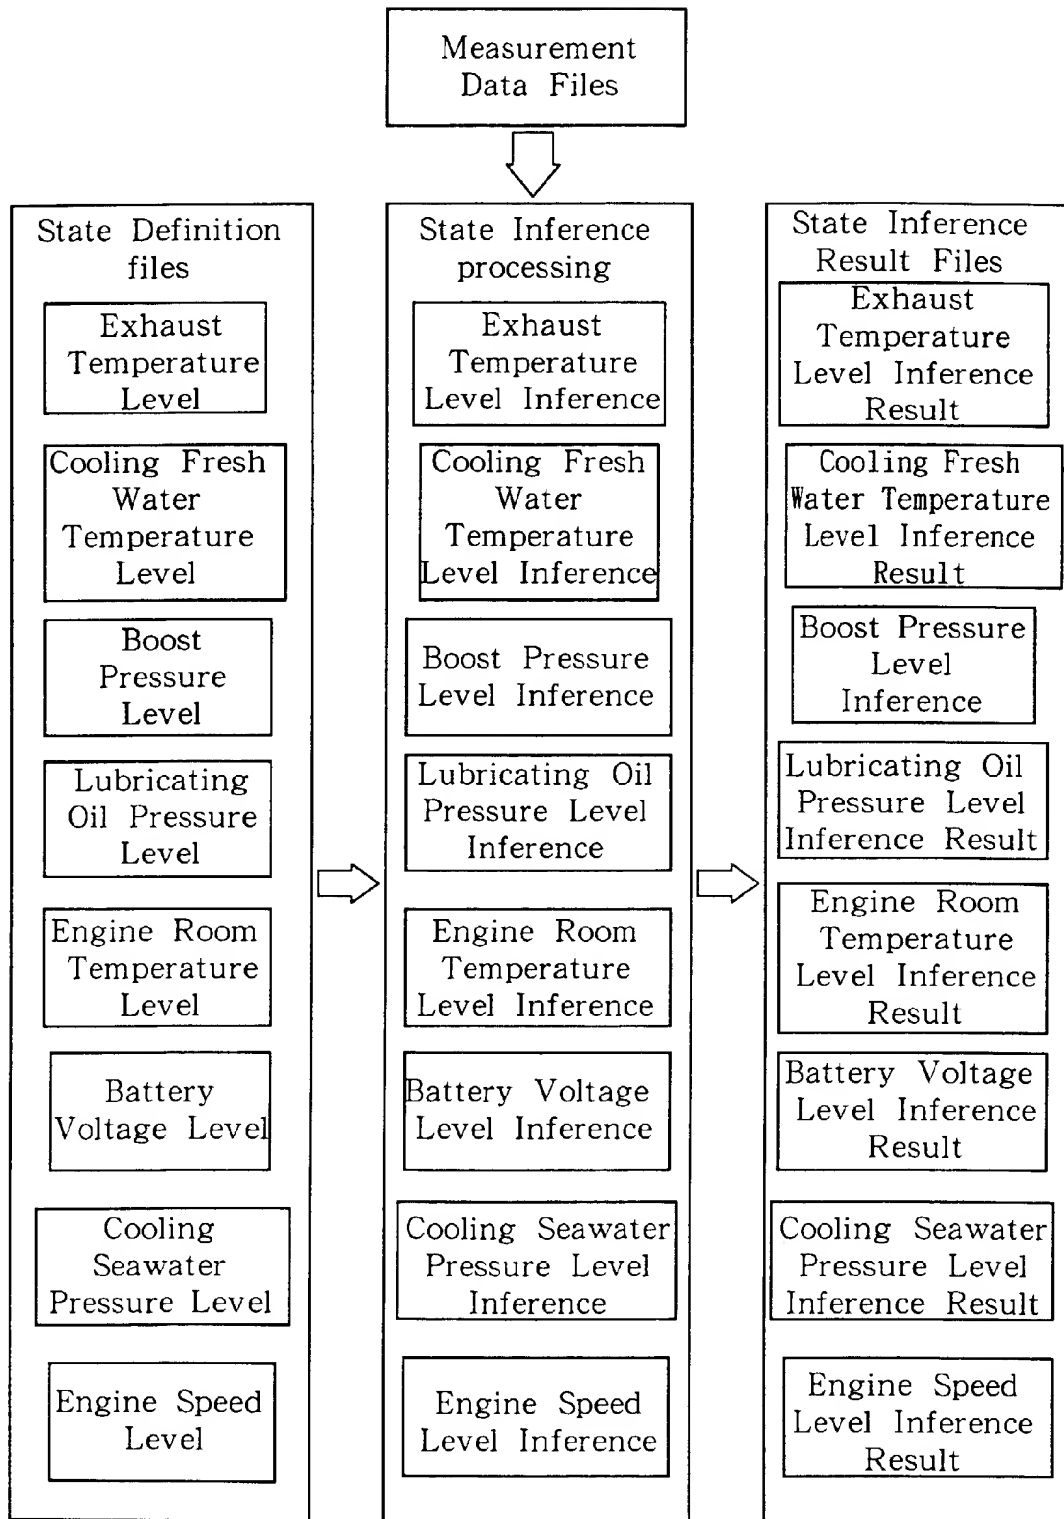 Measurement
Data Files
State Definition
files
Exhaust
Temperature
Level
Cooling Fresh
Water
Temperature
Level
Boost
Pressure
Level
Lubricating
Oil Pressure
Level
Engine Room
Temperature
Level
Battery
Voltage Level
Cooling
Seawater
Pressure Level
Engine Speed
Level
State Inference
processing
Exhaust
Temperature
Level Inference
Cooling Fresh
Water
Temperature
Level Inference
Boost Pressure
Level Inference
Lubricating Oil
Pressure Level
Inference
Engine Room
Temperature
Level Inference
Battery Voltage
Level Inference
Cooling Seawater
Pressure Level
Inference
Engine Speed
Level Inference
State Inference
Result Files
Exhaust
Temperature
Level Inference
Result
Cooling Fresh
Water Temperature
Level Inference
Result
Boost Pressure
Level
Inference
Lubricating Oil
Pressure Level
Inference Result
Engine Room
Temperature
Level Inference
Result
Battery Voltage
Level Inference
Result
Cooling Seawater
Pressure Level
Inference Result
Engine Speed
Level Inference
Result